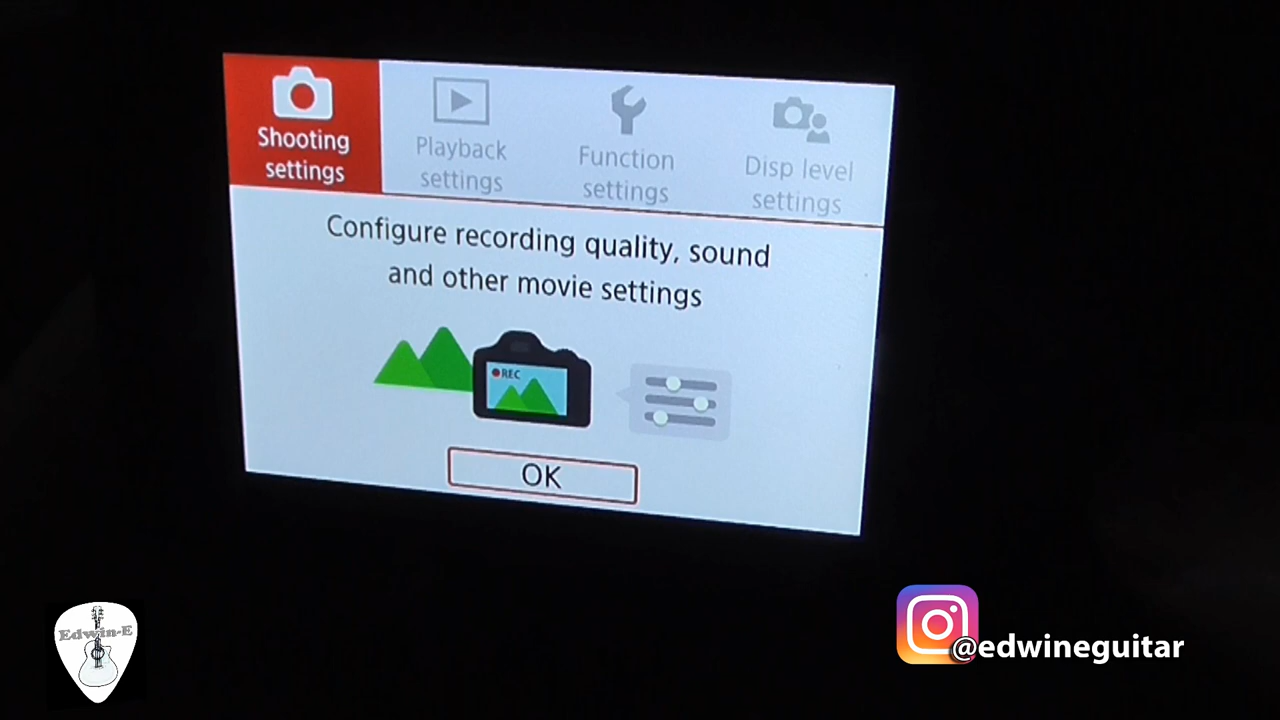 Shooting
settings
Playback
settings
Function
settings
Disp level
settings
Configure recording quality, sound
and other movie settings
REC
OK
Edwin-E
@edwineguitar